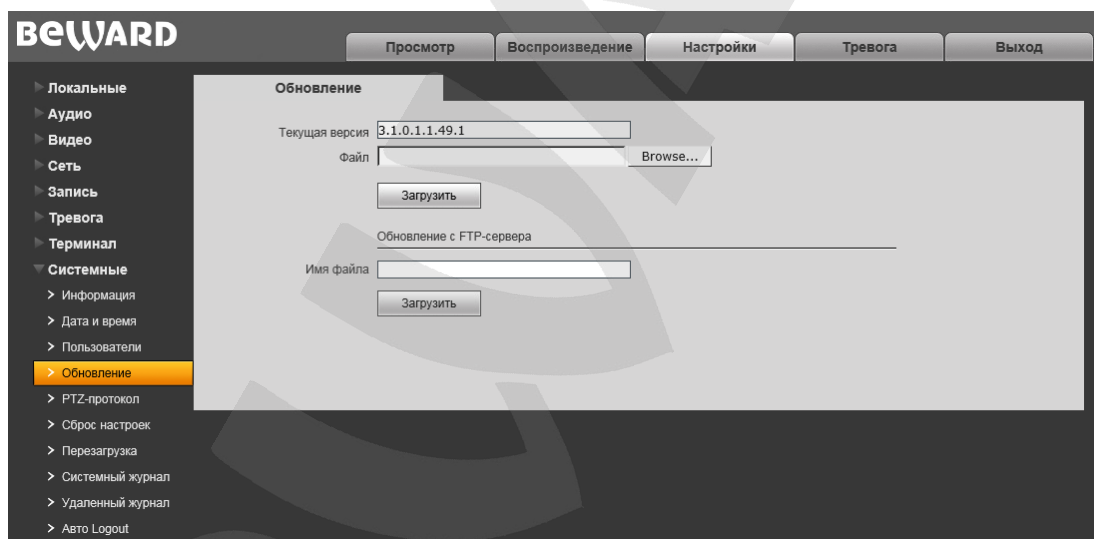 BEWARD
Просмотр
Воспроизведение
Настройки
Тревога
Выход
Локальные
Аудио
Видео
Сеть
Запись
Тревога
Терминал
Системные
Информация
Дата и время
Пользователи
Обновление
PTZ-протокол
Сброс настроек
Перезагрузка
Системный журнал
Удаленный журнал
Авто Logout
Обновление
Текущая версия 3.1.0.1.1.49.1
Файл Browse...
Загрузить
Обновление с FTP-сервера
Имя файла
Загрузить